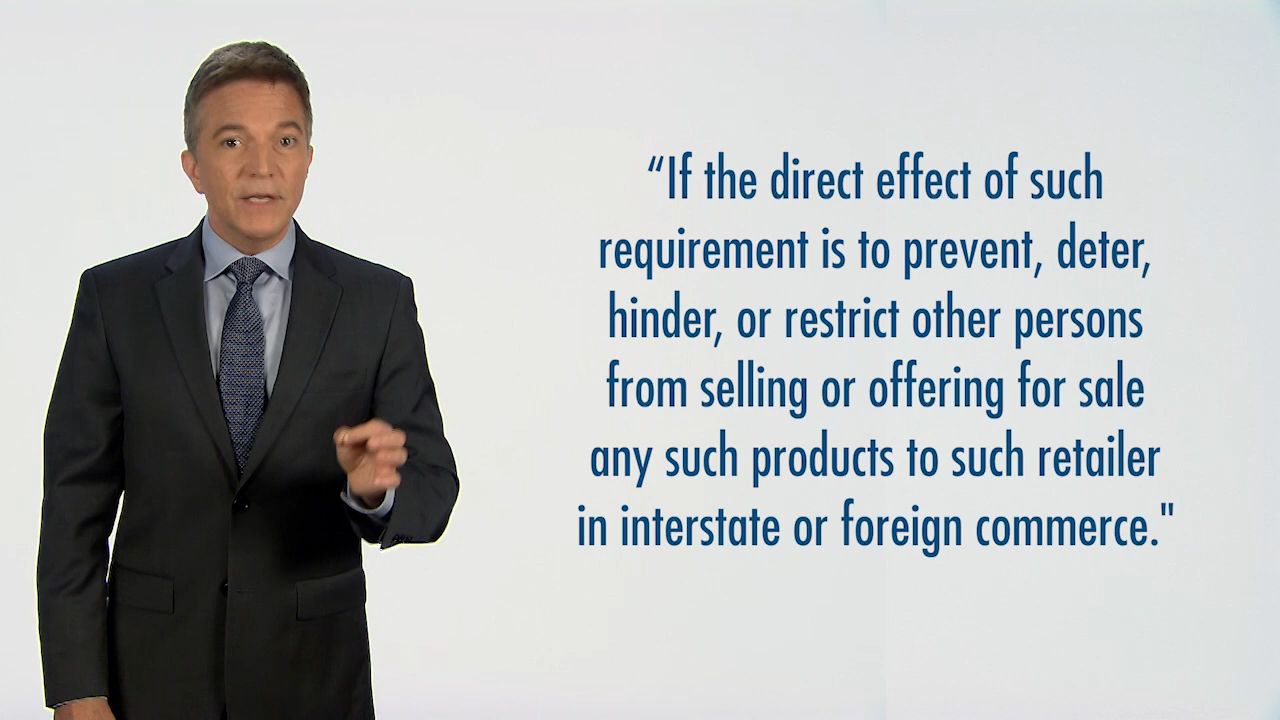 “If the direct effect of such
requirement is to prevent, deter,
hinder, or restrict other persons
from selling or offering for sale
any such products to such retailer
in interstate or foreign commerce."